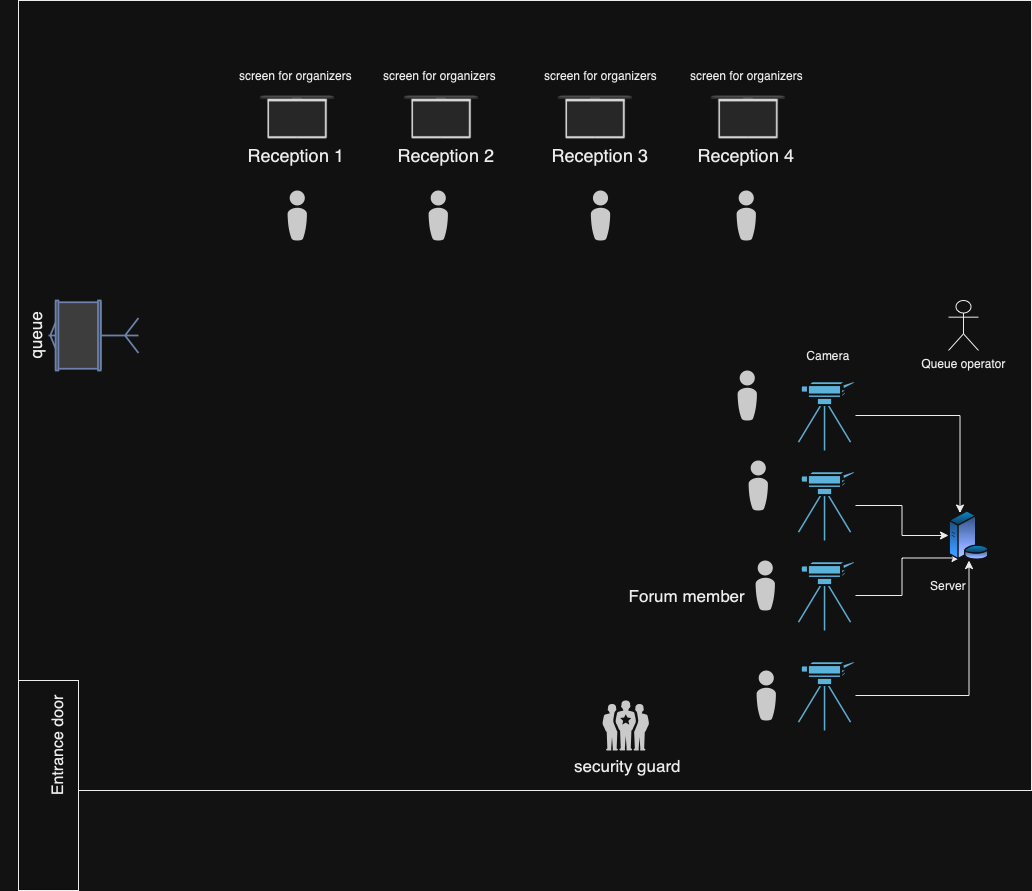 screen for organizers
screen for organizers
screen for organizers
screen for organizers
Reception 1
Reception 2
Reception 3
Reception 4
queue
Camera
Queue operator
Server
Forum member
Entrance door
security guard